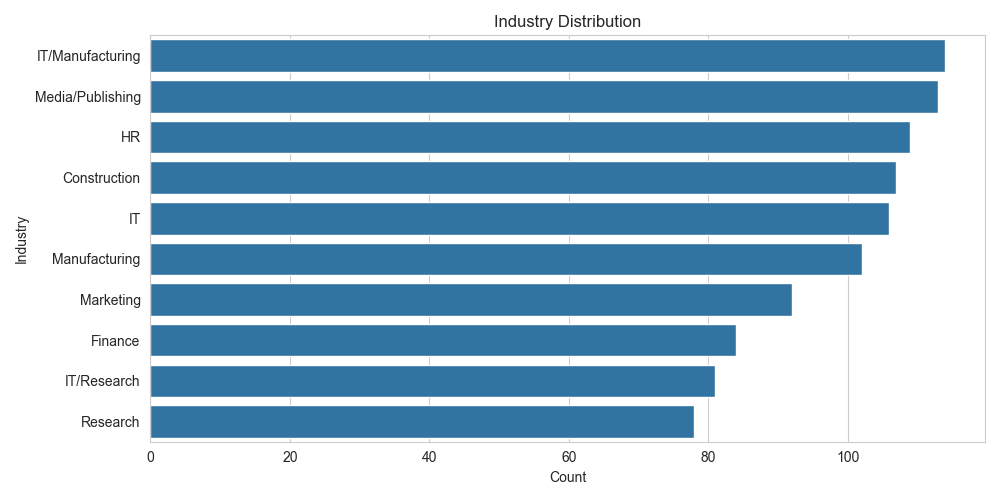 Industry Distribution
IT/Manufacturing
Media/Publishing
HR
Construction
IT
Manufacturing
Marketing
Finance
IT/Research
Research
Industry
0 20 40 60 80 100
Count